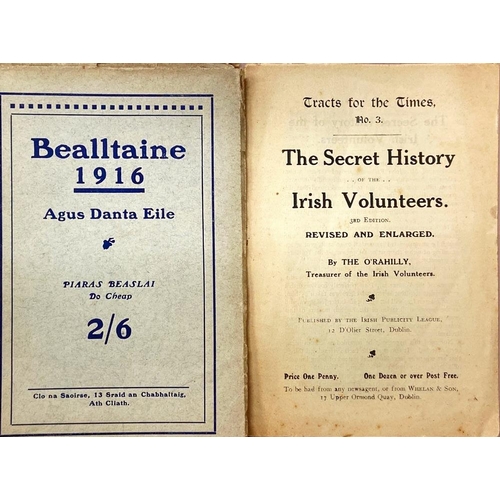 Bealltaine
1916
Agus Danta Eile
PIARAS BEASLAI
Do Cheap
2/6
Clo na Saoirse, 13 Sraid an Chabhaltaig,
Ath Cliath.
Tracts for the Times,
No. 3.
The Secret History
. . OF THE . .
Irish Volunteers.
3RD EDITION.
REVISED AND ENLARGED.
By THE O'RAHILLY,
Treasurer of the Irish Volunteers.
Published by the Irish Publicity League,
12 D'Olier Street, Dublin.
Price One Penny. One Dozen or over Post Free.
To be had from any newsagent, or from Whelan & Son,
15 Upper Ormond Quay, Dublin.